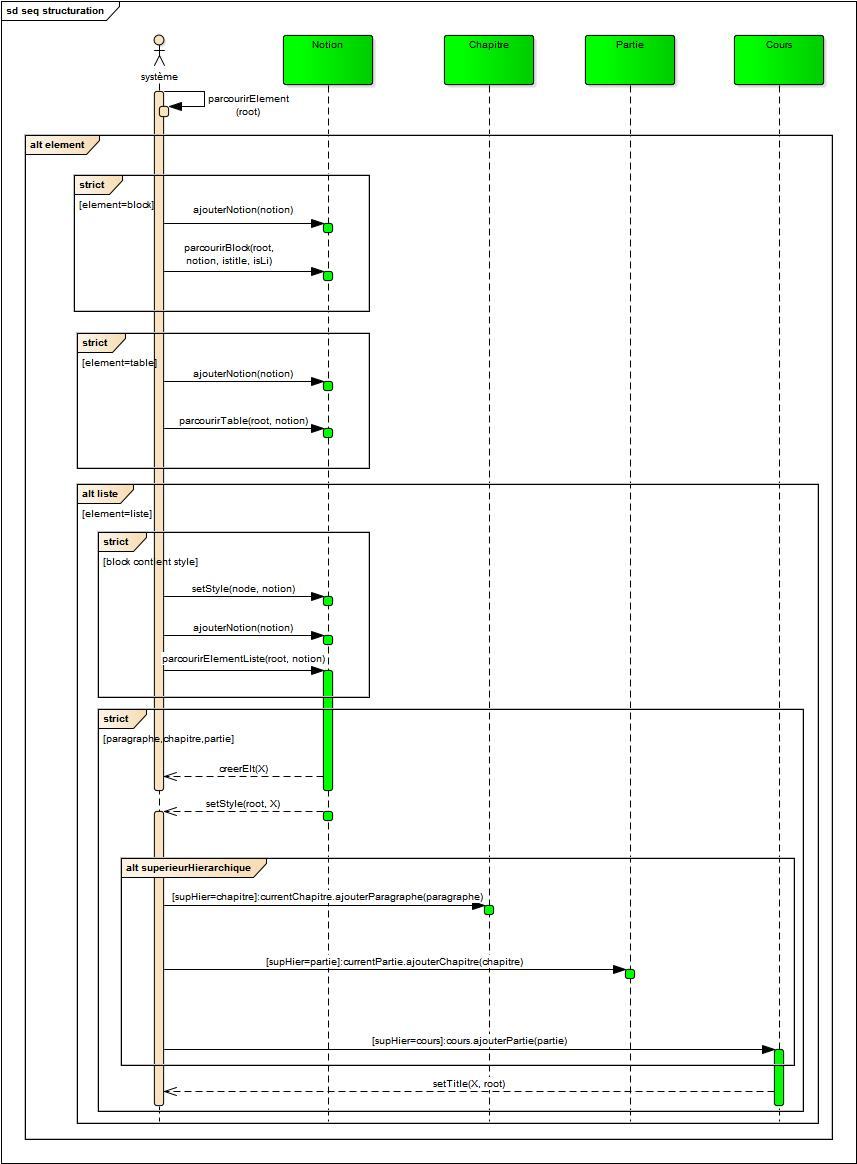 sd seq structuration
Notion
Chapitre
Partie
Cours
système
parcourirElement
(root)
alt element
strict
[element=block]
ajouterNotion(notion)
parcourirBlock(root,
notion, istitle, isLi)
strict
[element=table]
ajouterNotion(notion)
parcourirTable(root, notion)
alt liste
[element=liste]
strict
[block contient style]
setStyle(node, notion)
ajouterNotion(notion)
parcourirElementListe(root, notion)
strict
[paragraphe,chapitre,partie]
creerElt(X)
setStyle(root, X)
alt superieurHierarchique
[supHier=chapitre]:currentChapitre.ajouterParagraphe(paragraphe)
[supHier=partie]:currentPartie.ajouterChapitre(chapitre)
[supHier=cours]:cours.ajouterPartie(partie)
setTitle(X, root)